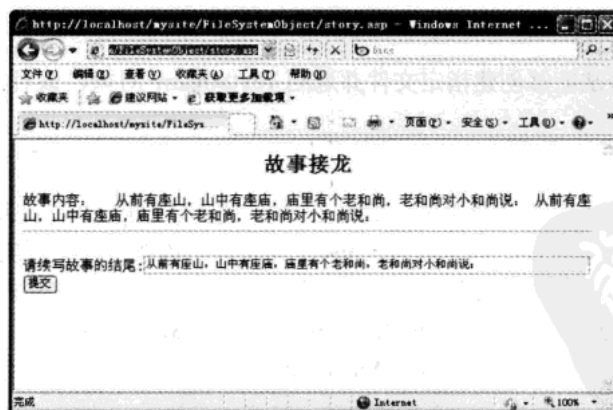 http://localhost/mysite/FileSystemObject/story.asp - Windows Internet ...
/FileSystemObject/story.asp bing
文件(F) 编辑(E) 查看(V) 收藏夹(A) 工具(T) 帮助(H)
收藏夹 建议网站 获取更多加载项
http://localhost/mysite/FileSys... 页面(P) 安全(S) 工具(O) »
故事接龙
故事内容： 从前有座山，山中有座庙，庙里有个老和尚，老和尚对小和尚说： 从前有座
山，山中有座庙，庙里有个老和尚，老和尚对小和尚说：
请续写故事的结尾:从前有座山，山中有座庙，庙里有个老和尚，老和尚对小和尚说：
提交
完成 Internet 100%